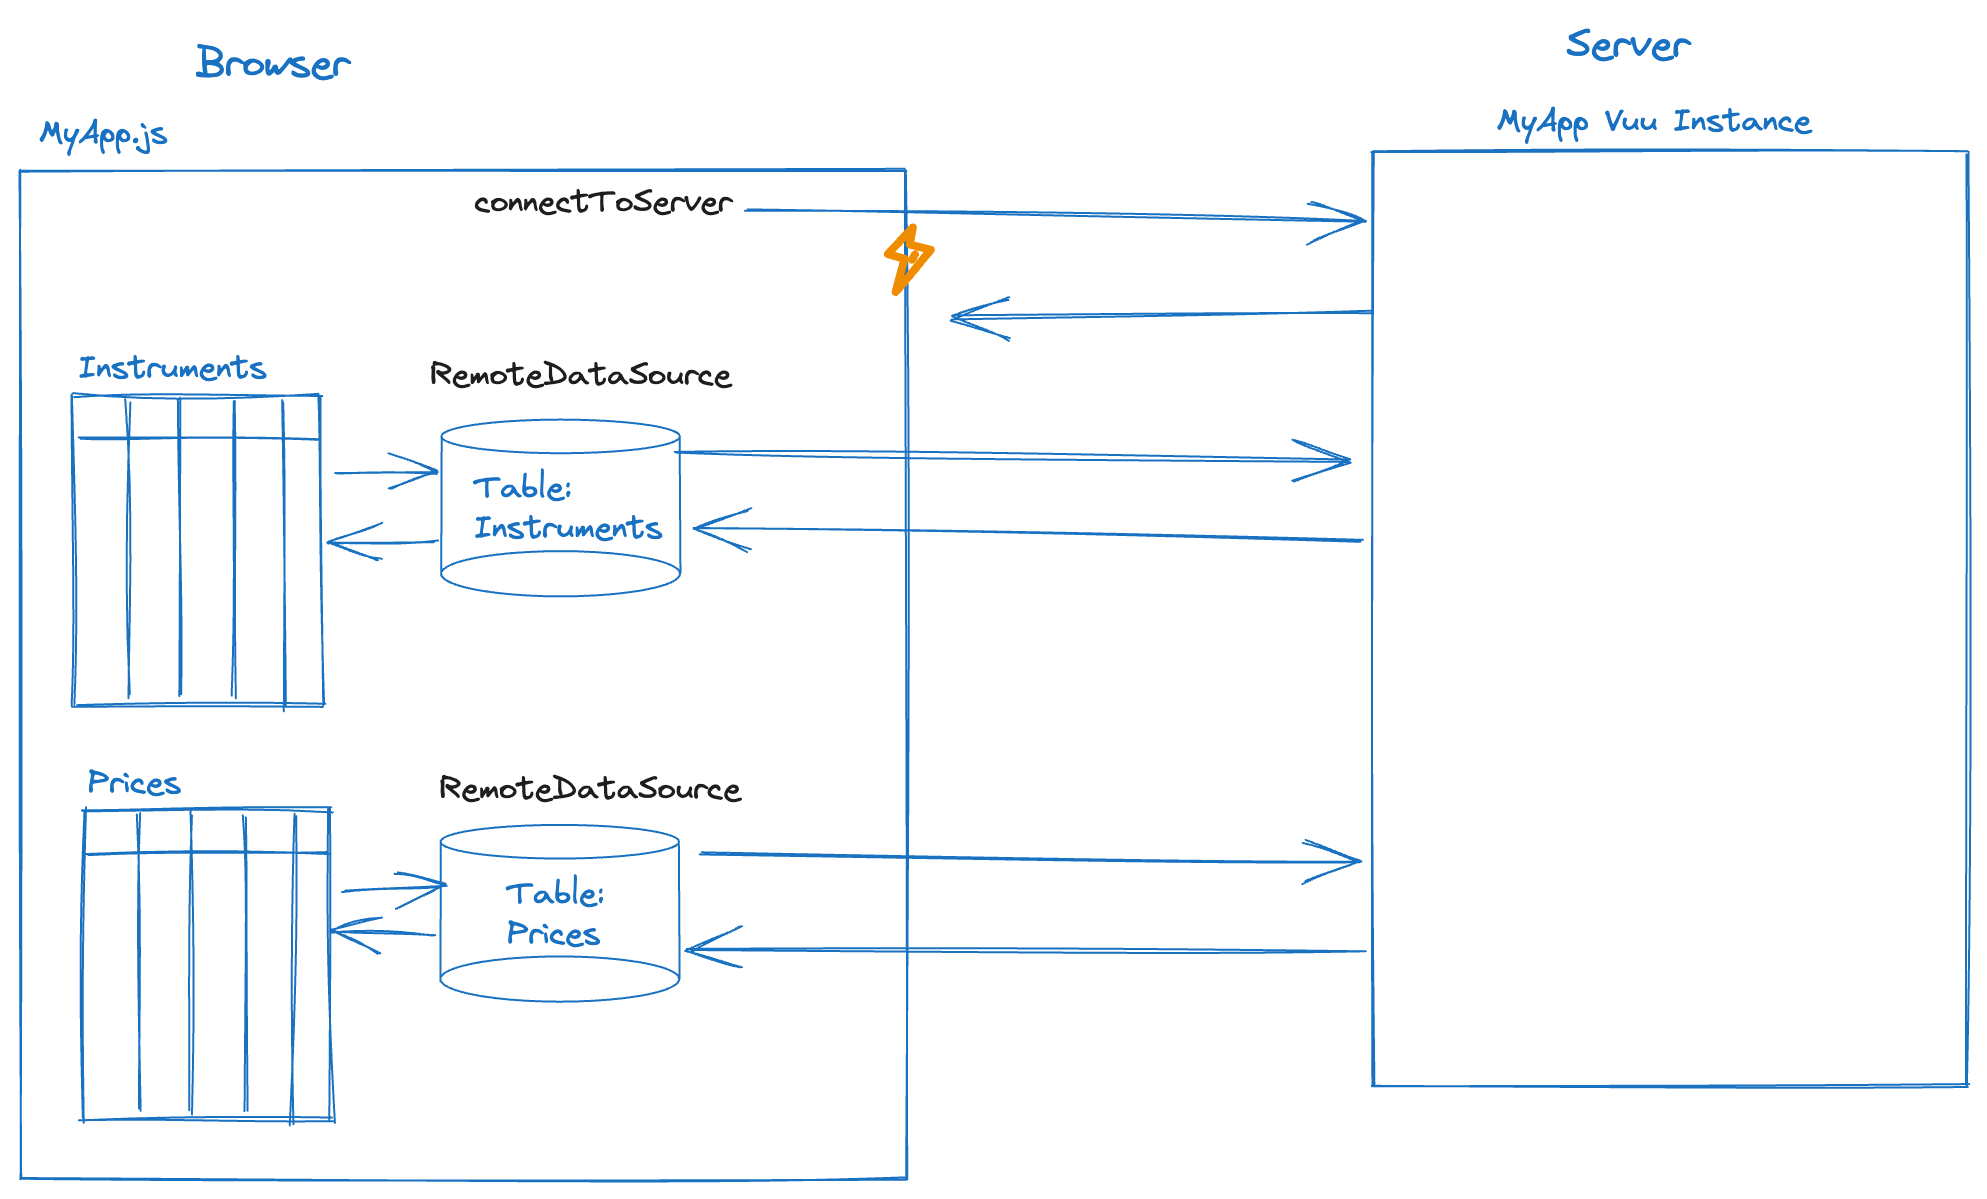 Browser
Server
MyApp.js
MyApp Vuu Instance
connectToServer
Instruments
RemoteDataSource
Table:
Instruments
Prices
RemoteDataSource
Table:
Prices